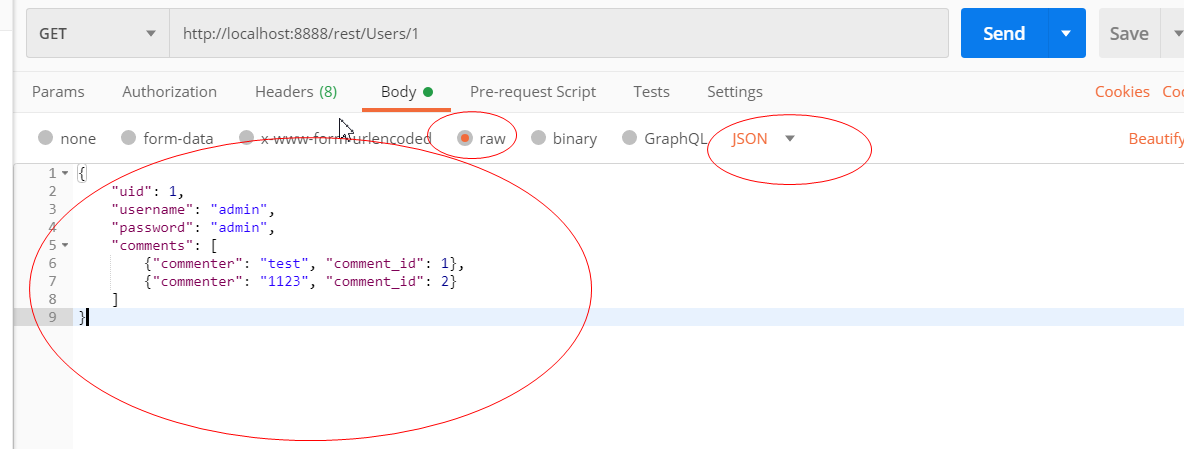 GET http://localhost:8888/rest/Users/1 Send Save
Params Authorization Headers (8) Body Pre-request Script Tests Settings Cookies
none form-data x-www-form-urlencoded raw binary GraphQL JSON Beautify
1 {
2 "uid": 1,
3 "username": "admin",
4 "password": "admin",
5 "comments": [
6 {"commenter": "test", "comment_id": 1},
7 {"commenter": "1123", "comment_id": 2}
8 ]
9 }